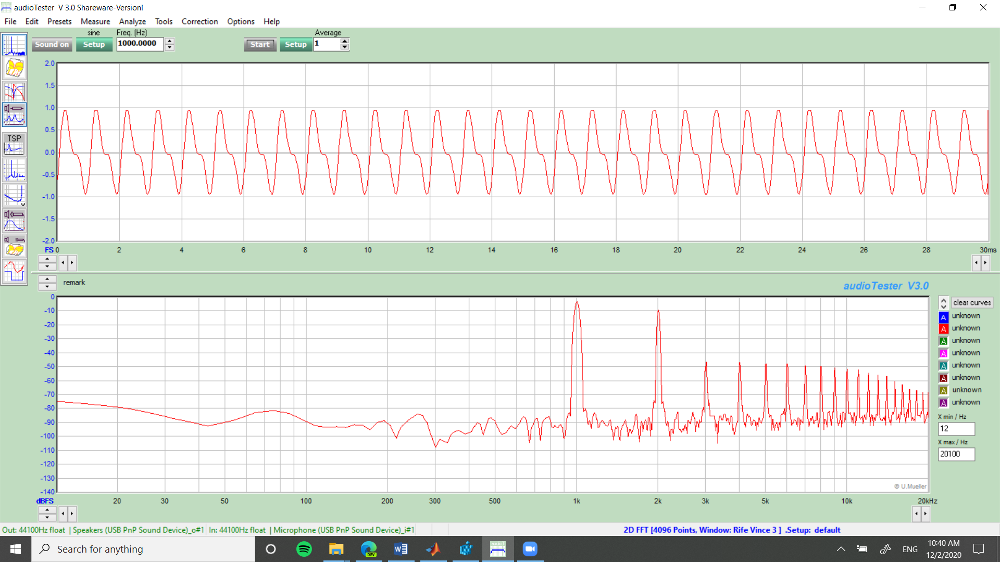 audioTester V 3.0 Shareware-Version!
File Edit Presets Measure Analyze Tools Correction Options Help
sine Freq. (Hz) Average
Sound on Setup 1000.0000 Start Setup 1
TSP
w
2.0
1.5
1.0
0.5
0.0
-0.5
-1.0
-1.5
-2.0
FS 0 2 4 6 8 10 12 14 16 18 20 22 24 26 28 30ms
remark
audioTester V3.0
0
-10
-20
-30
-40
-50
-60
-70
-80
-90
-100
-110
-120
-130
-140
clear curves
A unknown
A unknown
A unknown
A unknown
A unknown
A unknown
A unknown
A unknown
X min / Hz
12
X max / Hz
20100
© U.Mueller
dBFS 20 30 50 100 200 300 500 1k 2k 3k 5k 10k 20kHz
Out: 44100Hz float | Speakers (USB PnP Sound Device)_o#1 In: 44100Hz float | Microphone (USB PnP Sound Device)_i#1 2D FFT [4096 Points, Window: Rife Vince 3 ] .Setup: default
Search for anything
DEV
ENG
10:40 AM
12/2/2020